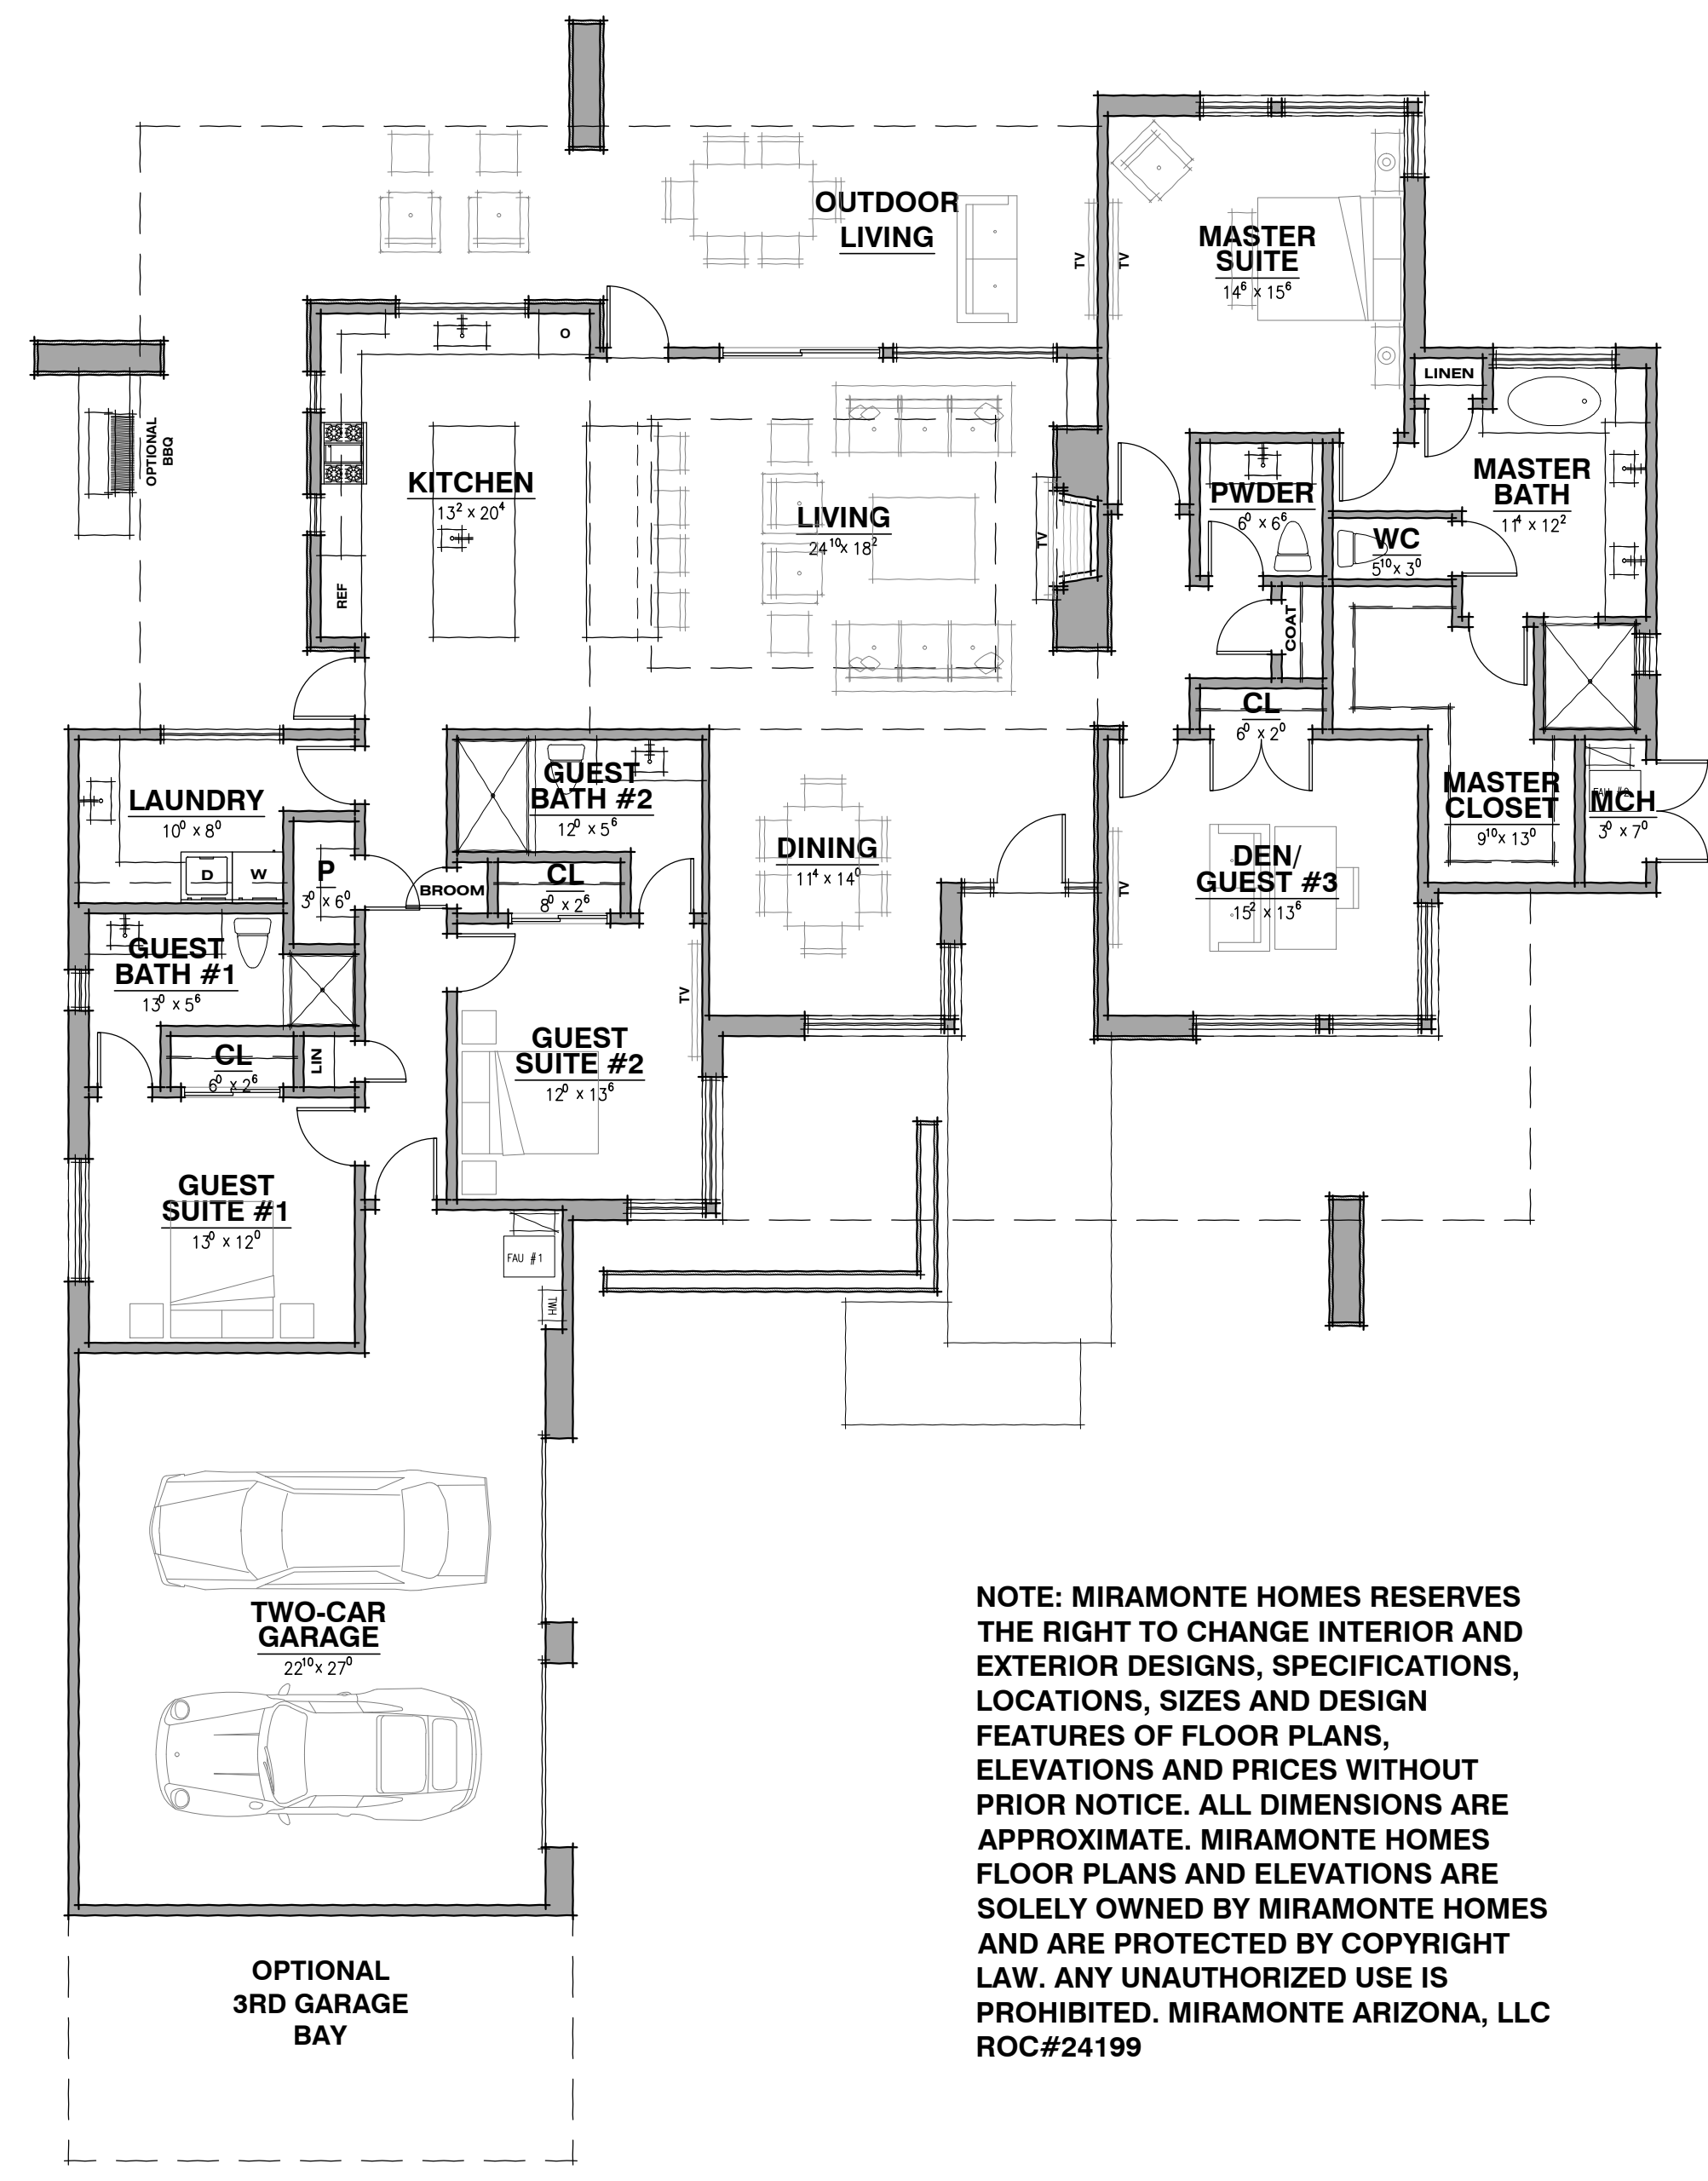 OUTDOOR
LIVING
MASTER
SUITE
14⁶ x 15⁶
TV
TV
O
LINEN
OPTIONAL
BBQ
KITCHEN
13² x 20⁴
LIVING
24¹⁰ x 18²
TV
REF
PWDER
6⁰ x 6⁶
WC
5¹⁰ x 3⁰
MASTER
BATH
11⁴ x 12²
COAT
CL
6⁰ x 2⁰
LAUNDRY
10⁰ x 8⁰
D
W
P
3⁰ x 6⁰
BROOM
GUEST
BATH #2
12⁰ x 5⁶
CL
8⁰ x 2⁶
DINING
11⁴ x 14⁰
TV
DEN/
GUEST #3
15² x 13⁶
MASTER
CLOSET
9¹⁰ x 13⁰
FAU #2
MCH
3⁰ x 7⁰
GUEST
BATH #1
13⁰ x 5⁶
CL
6⁰ x 2⁶
LIN
TV
GUEST
SUITE #2
12⁰ x 13⁶
GUEST
SUITE #1
13⁰ x 12⁰
FAU #1
TWH
TWO-CAR
GARAGE
22¹⁰ x 27⁰
OPTIONAL
3RD GARAGE
BAY
NOTE: MIRAMONTE HOMES RESERVES
THE RIGHT TO CHANGE INTERIOR AND
EXTERIOR DESIGNS, SPECIFICATIONS,
LOCATIONS, SIZES AND DESIGN
FEATURES OF FLOOR PLANS,
ELEVATIONS AND PRICES WITHOUT
PRIOR NOTICE. ALL DIMENSIONS ARE
APPROXIMATE. MIRAMONTE HOMES
FLOOR PLANS AND ELEVATIONS ARE
SOLELY OWNED BY MIRAMONTE HOMES
AND ARE PROTECTED BY COPYRIGHT
LAW. ANY UNAUTHORIZED USE IS
PROHIBITED. MIRAMONTE ARIZONA, LLC
ROC#24199